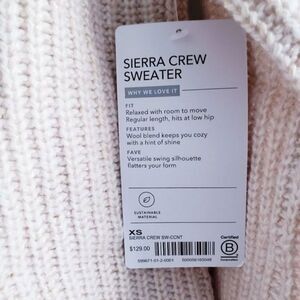 SIERRA CREW
SWEATER
WHY WE LOVE IT
FIT
Relaxed with room to move
Regular length, hits at low hip
FEATURES
Wool blend keeps you cozy
with a hint of shine
FAVE
Versatile swing silhouette
flatters your form
SUSTAINABLE
MATERIAL
XS
SIERRA CREW SW-CCNT
$129.00
Certified
B
Corporation